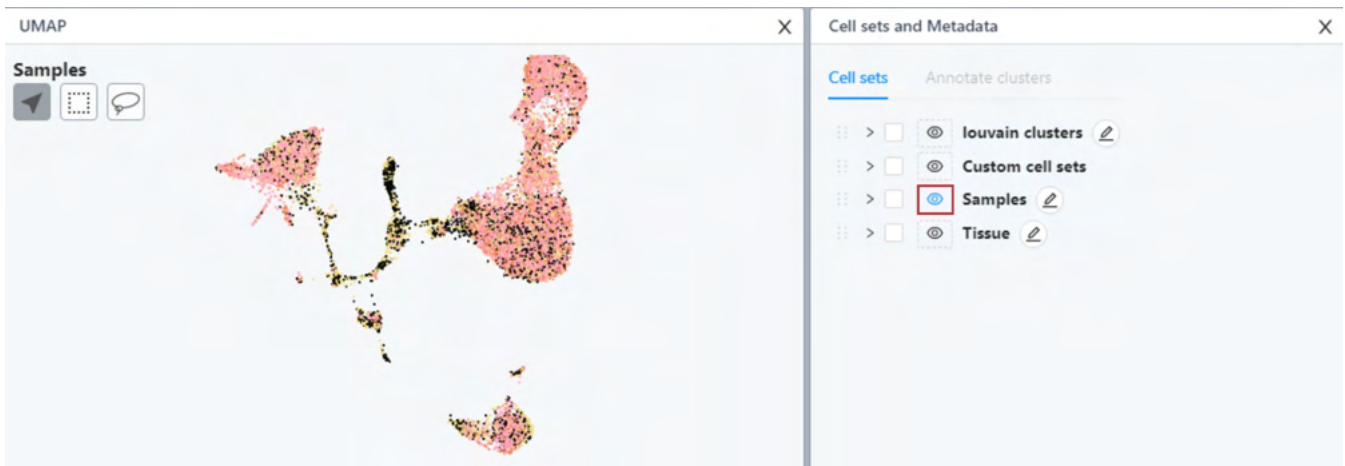 UMAP X
Cell sets and Metadata X
Samples
Cell sets Annotate clusters
louvain clusters
Custom cell sets
Samples
Tissue